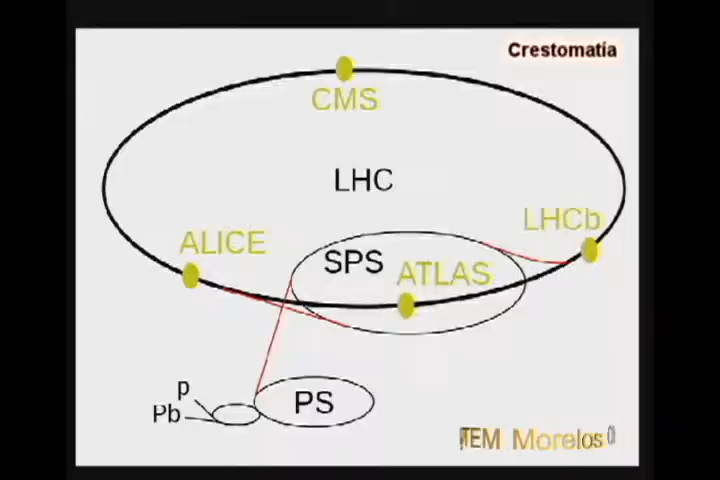 Crestomatía
CMS
LHC
LHCb
ALICE
SPS
ATLAS
p
Pb
PS
TEM Morelos